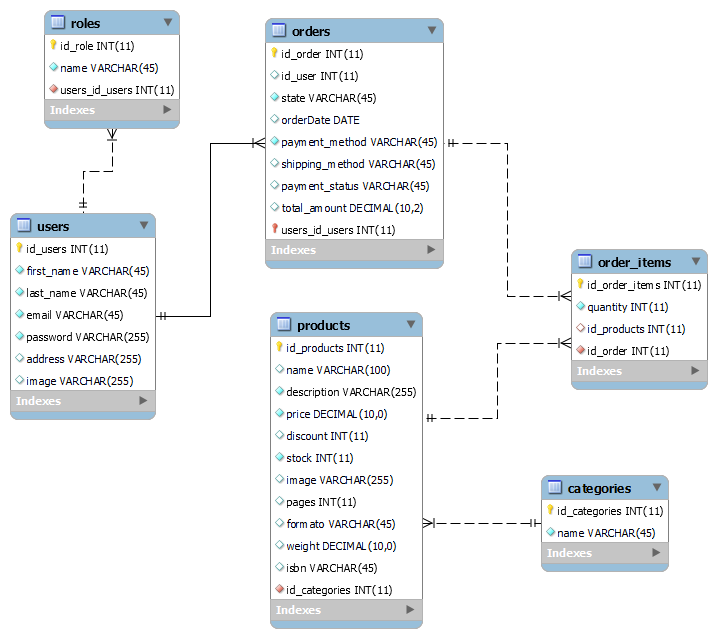 roles
id_role INT(11)
name VARCHAR(45)
users_id_users INT(11)
Indexes
orders
id_order INT(11)
id_user INT(11)
state VARCHAR(45)
orderDate DATE
payment_method VARCHAR(45)
shipping_method VARCHAR(45)
payment_status VARCHAR(45)
total_amount DECIMAL(10,2)
users_id_users INT(11)
Indexes
users
id_users INT(11)
first_name VARCHAR(45)
last_name VARCHAR(45)
email VARCHAR(45)
password VARCHAR(255)
address VARCHAR(255)
image VARCHAR(255)
Indexes
order_items
id_order_items INT(11)
quantity INT(11)
id_products INT(11)
id_order INT(11)
Indexes
products
id_products INT(11)
name VARCHAR(100)
description VARCHAR(255)
price DECIMAL(10,0)
discount INT(11)
stock INT(11)
image VARCHAR(255)
pages INT(11)
formato VARCHAR(45)
weight DECIMAL(10,0)
isbn VARCHAR(45)
id_categories INT(11)
Indexes
categories
id_categories INT(11)
name VARCHAR(45)
Indexes